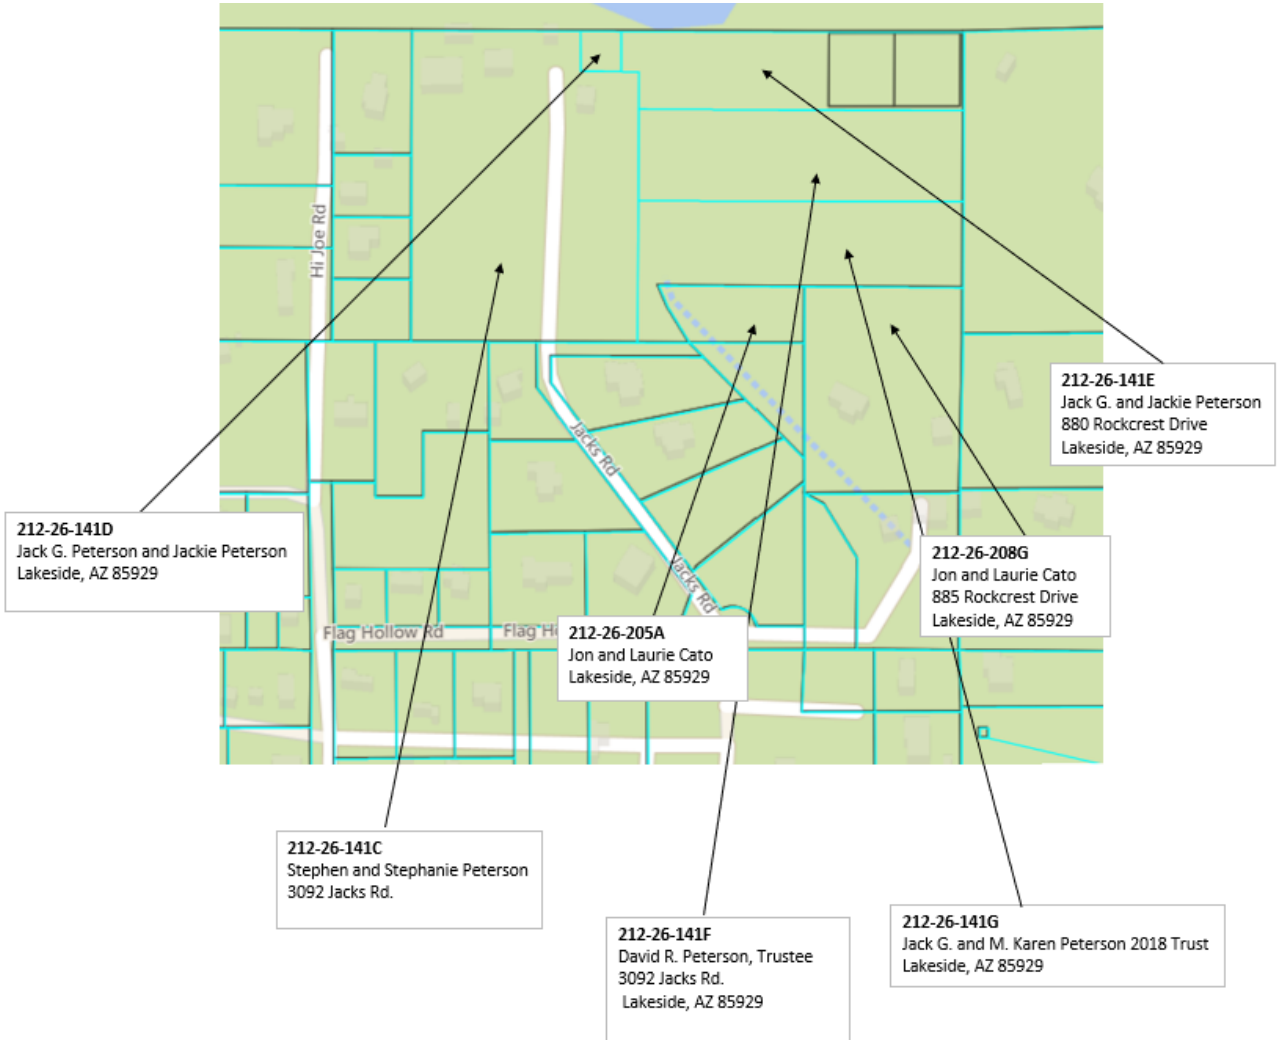 Hi Joe Rd
212-26-141E
Jack G. and Jackie Peterson
880 Rockcrest Drive
Lakeside, AZ 85929
Jacks Rd
212-26-141D
Jack G. Peterson and Jackie Peterson
Lakeside, AZ 85929
212-26-208G
Jon and Laurie Cato
885 Rockcrest Drive
Lakeside, AZ 85929
Jacks Rd
Flag Hollow Rd
Flag Ho
212-26-205A
Jon and Laurie Cato
Lakeside, AZ 85929
212-26-141C
Stephen and Stephanie Peterson
3092 Jacks Rd.
212-26-141F
David R. Peterson, Trustee
3092 Jacks Rd.
Lakeside, AZ 85929
212-26-141G
Jack G. and M. Karen Peterson 2018 Trust
Lakeside, AZ 85929